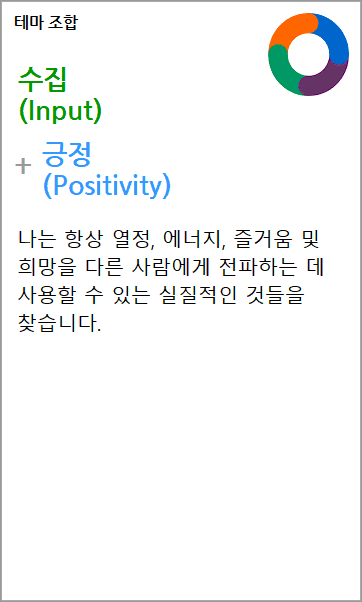 테마 조합
수집
(Input)
+ 긍정
(Positivity)
나는 항상 열정, 에너지, 즐거움 및
희망을 다른 사람에게 전파하는 데
사용할 수 있는 실질적인 것들을
찾습니다.